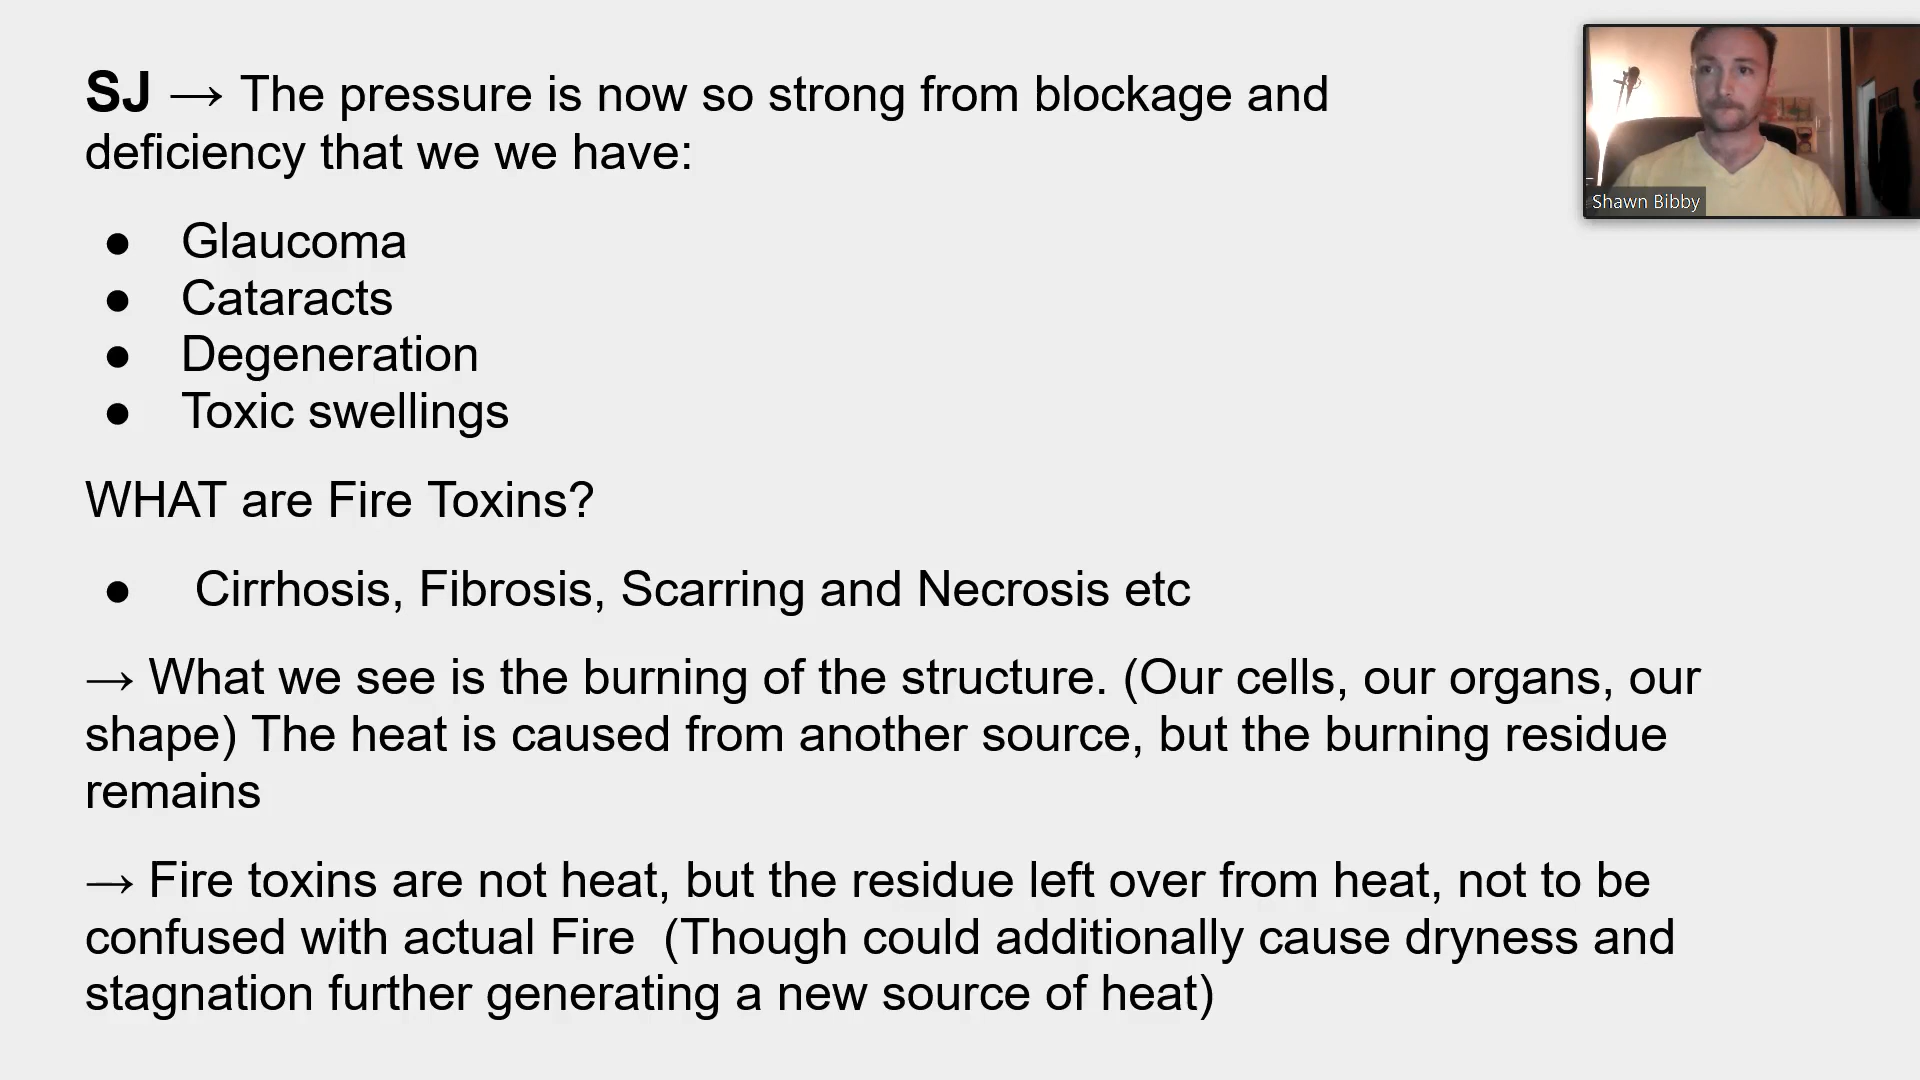 SJ → The pressure is now so strong from blockage and
deficiency that we we have:
● Glaucoma
● Cataracts
● Degeneration
● Toxic swellings
WHAT are Fire Toxins?
● Cirrhosis, Fibrosis, Scarring and Necrosis etc
→ What we see is the burning of the structure. (Our cells, our organs, our
shape) The heat is caused from another source, but the burning residue
remains
→ Fire toxins are not heat, but the residue left over from heat, not to be
confused with actual Fire  (Though could additionally cause dryness and
stagnation further generating a new source of heat)
Shawn Bibby